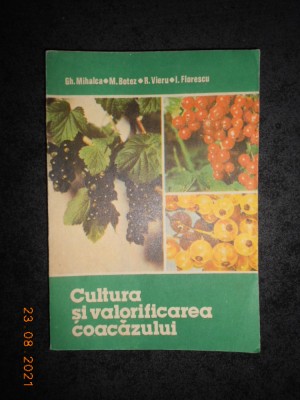 Gh. Mihalca • M. Botez • R. Vieru • I. Florescu
Cultura
și valorificarea
coacăzului
23.08.2021